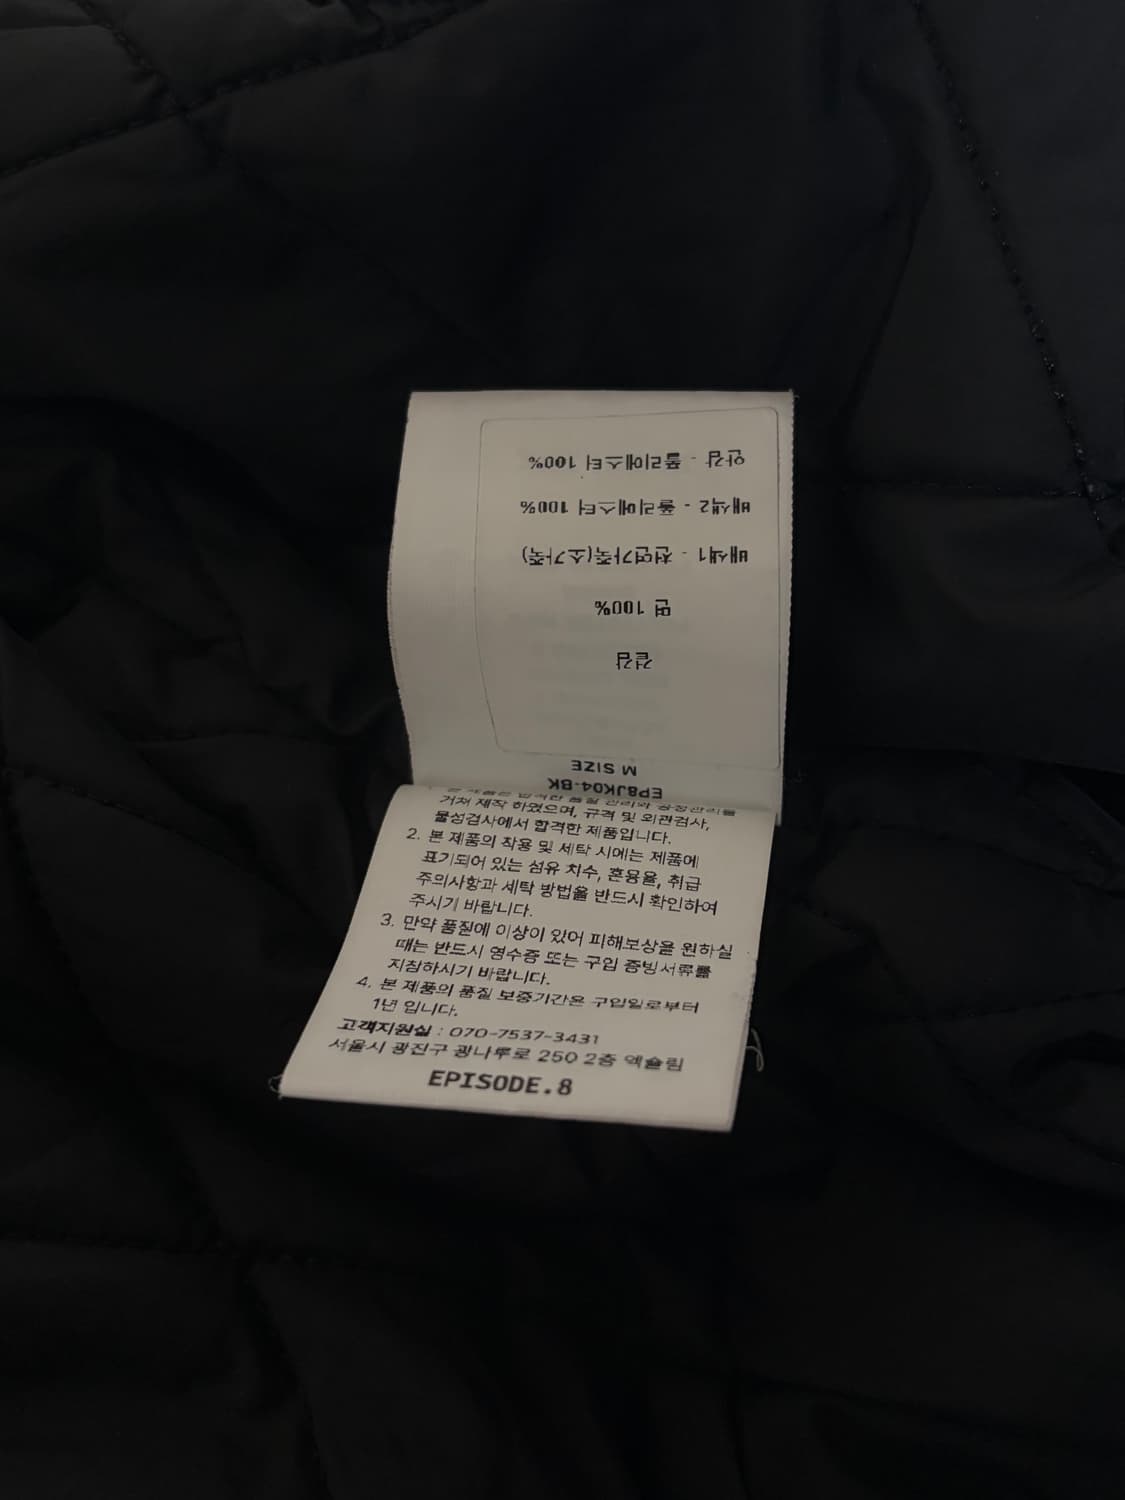 EP8JK04-BK
M SIZE
겉감
면 100%
배색1 - 천연가죽(소가죽)
배색2 - 폴리에스터 100%
안감 - 폴리에스터 100%
거쳐 제작 하였으며, 규격 및 외관검사,
물성검사에서 합격한 제품입니다.
2. 본 제품의 착용 및 세탁 시에는 제품에
표기되어 있는 섬유 치수, 혼용율, 취급
주의사항과 세탁 방법을 반드시 확인하여
주시기 바랍니다.
3. 만약 품질에 이상이 있어 피해보상을 원하실
때는 반드시 영수증 또는 구입 증빙서류를
지참하시기 바랍니다.
4. 본 제품의 품질 보증기간은 구입일로부터
1년 입니다.
고객지원실 : 070-7537-3431
서울시 광진구 광나루로 250 2층 엑슬림
EPISODE.8